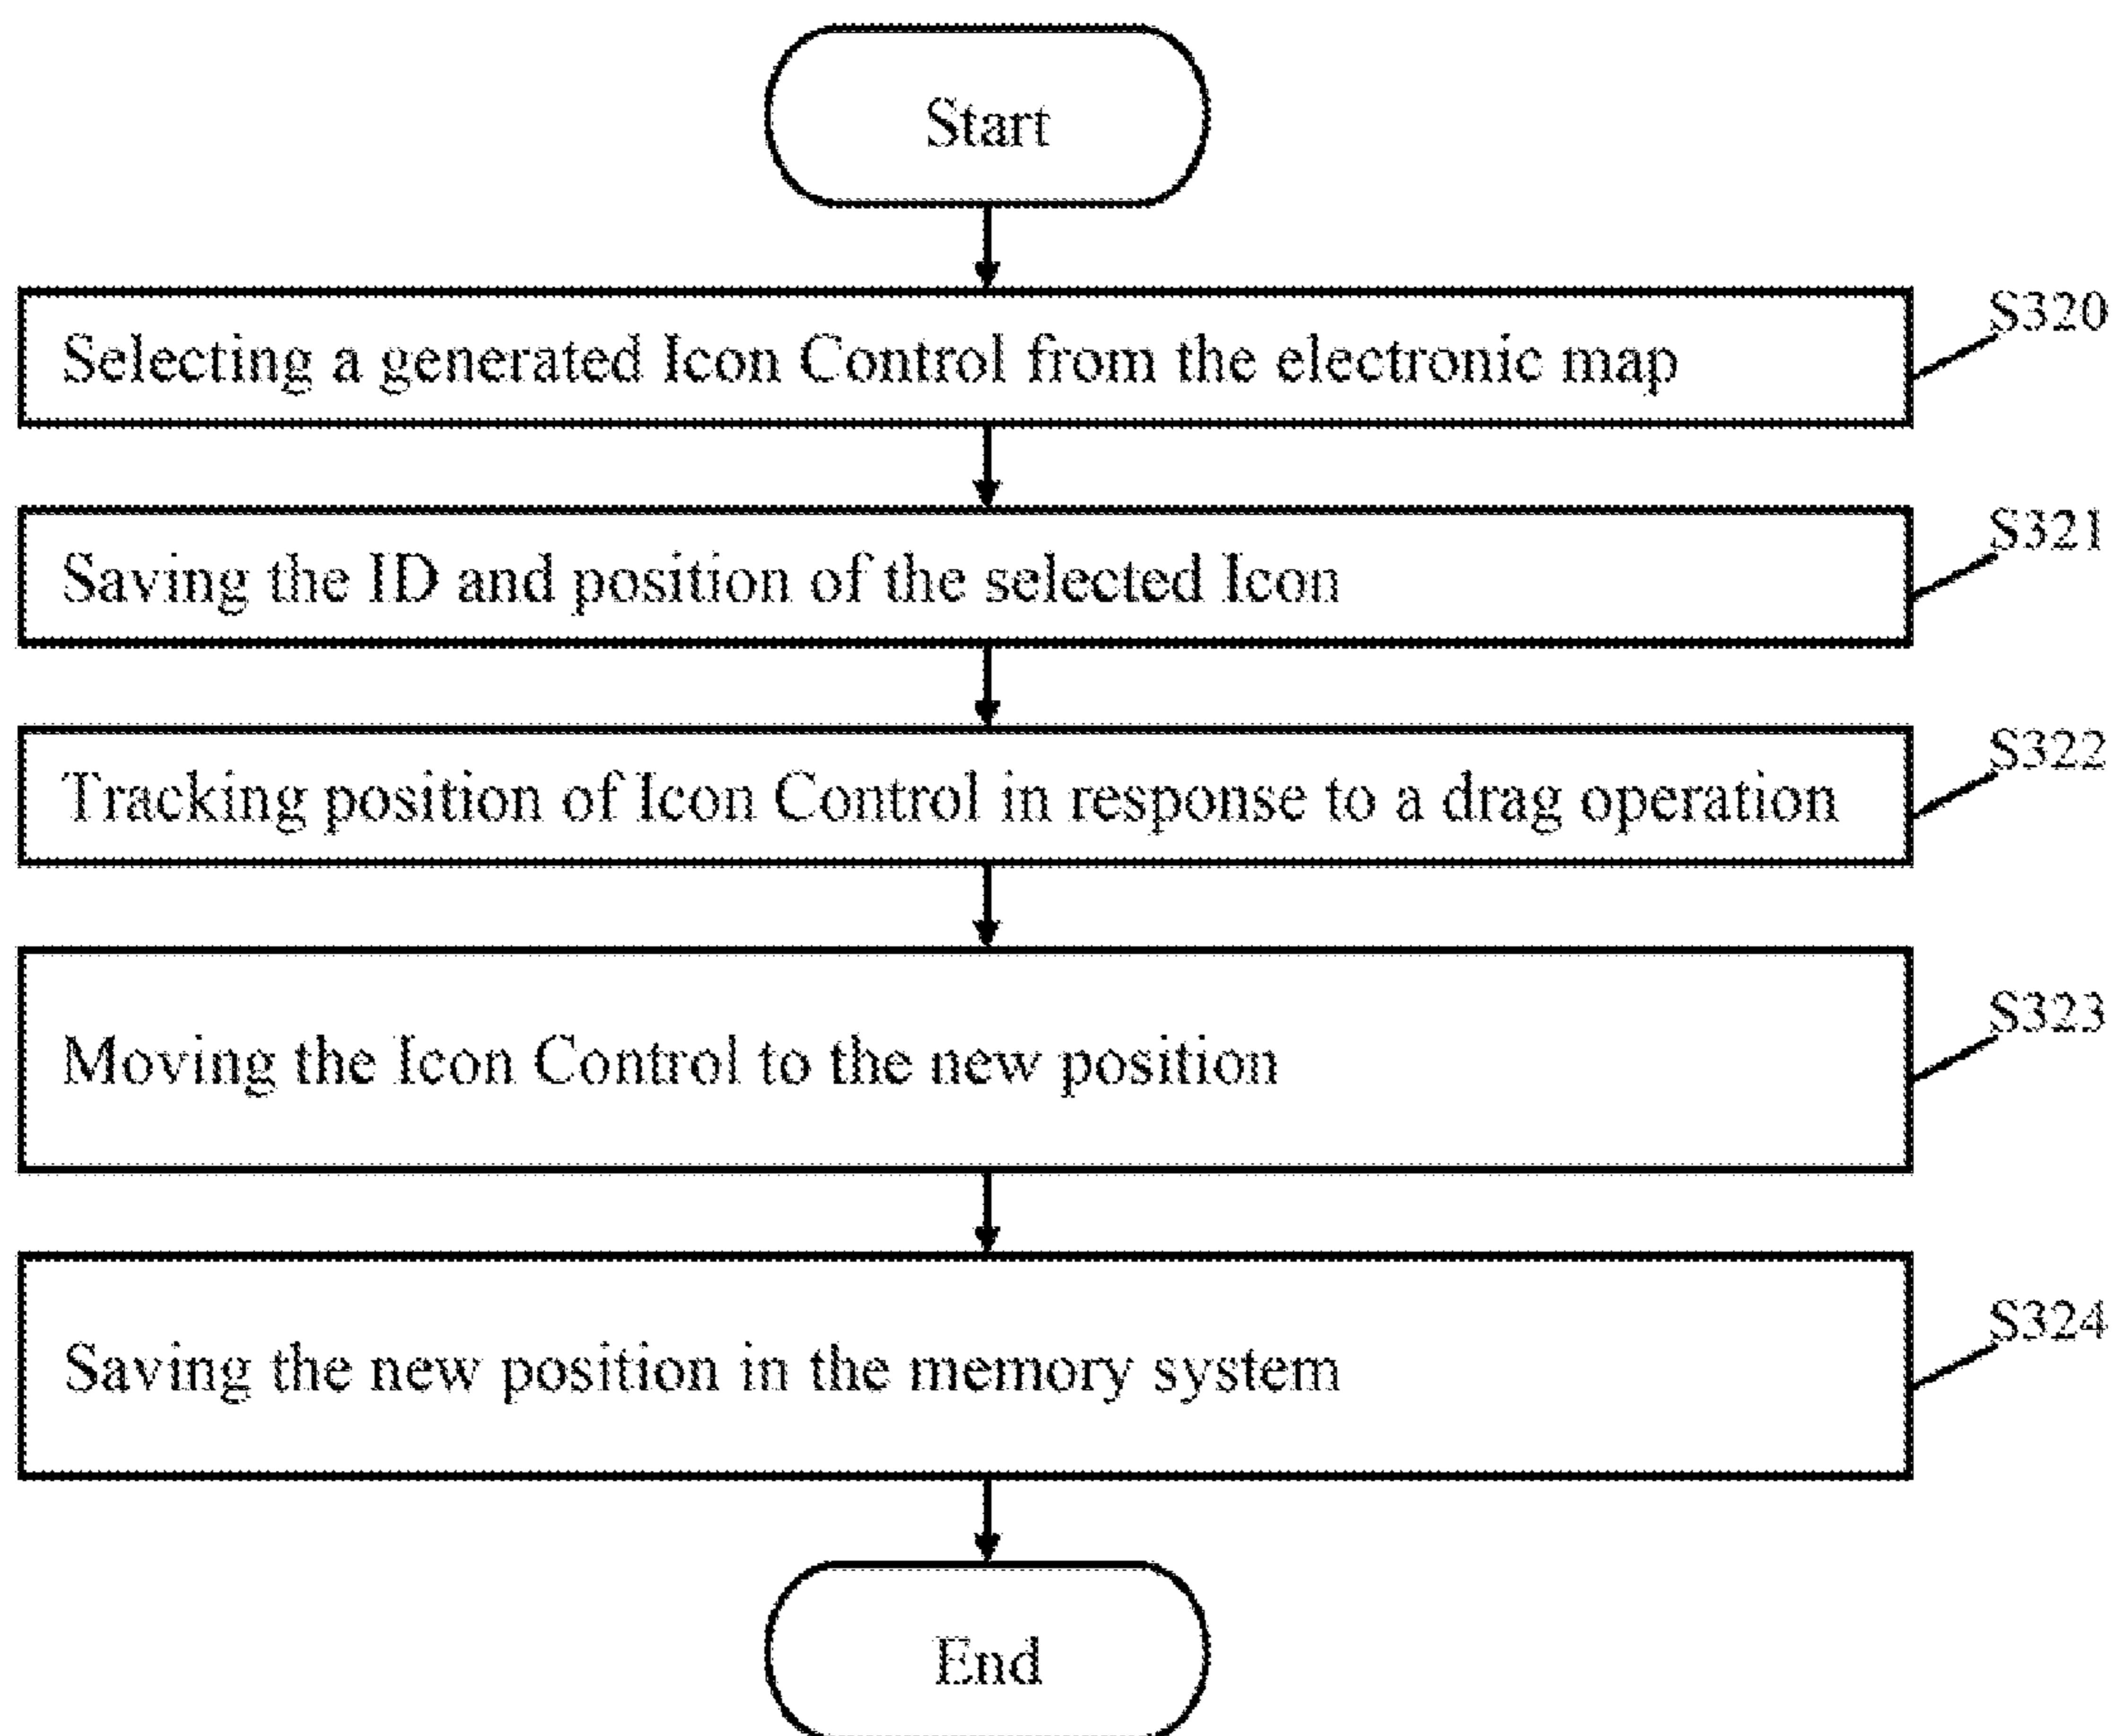 Start
Selecting a generated Icon Control from the electronic map
S320
Saving the ID and position of the selected Icon
S321
Tracking position of Icon Control in response to a drag operation
S322
Moving the Icon Control to the new position
S323
Saving the new position in the memory system
S324
End